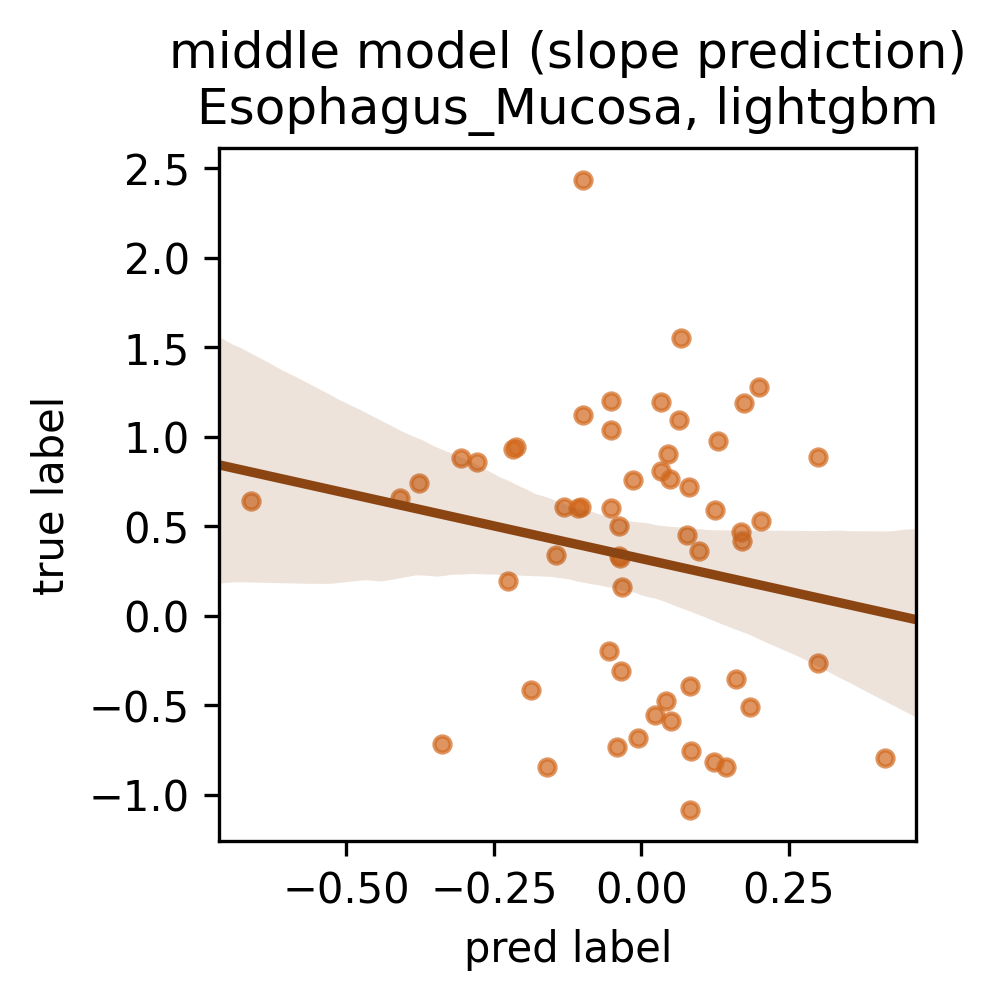 middle model (slope prediction)
Esophagus_Mucosa, lightgbm
2.5
2.0
1.5
1.0
0.5
0.0
−0.5
−1.0
true label
−0.50 −0.25 0.00 0.25
pred label